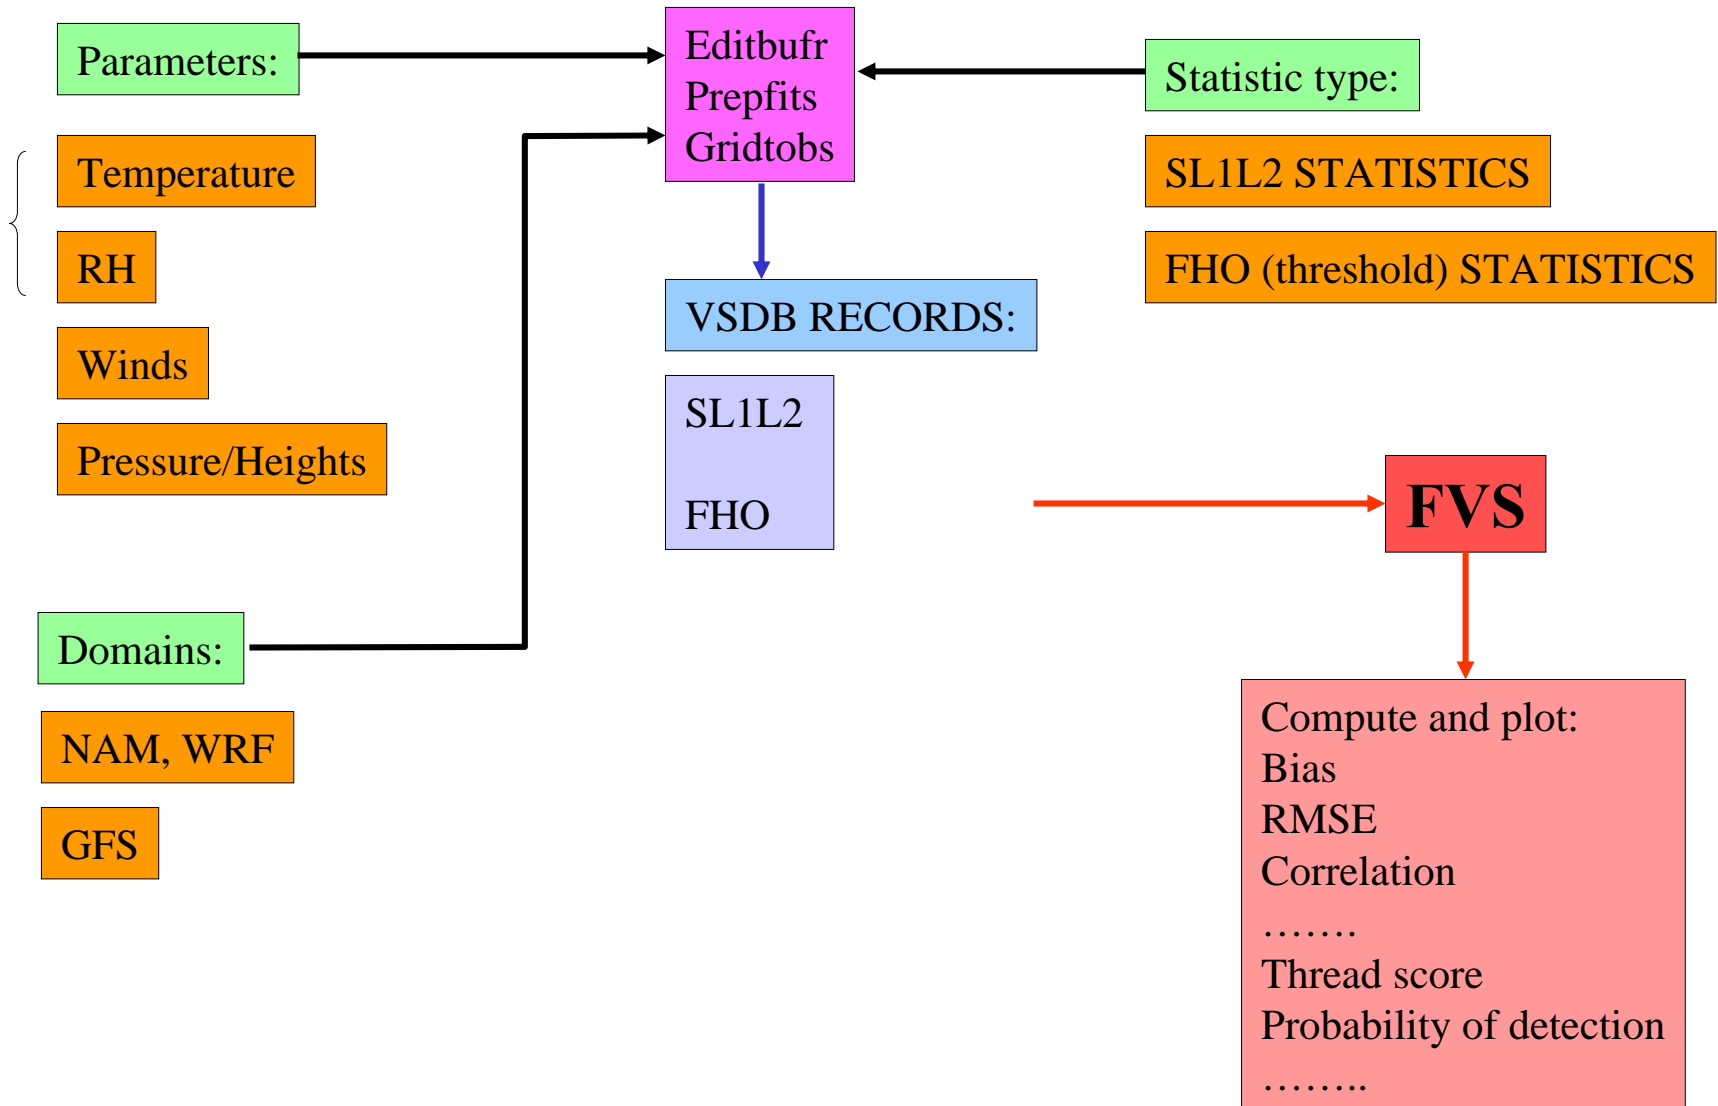 Parameters:
Temperature
RH
Winds
Pressure/Heights
Domains:
NAM, WRF
GFS
Editbufr
Prepfits
Gridtobs
VSDB RECORDS:
SL1L2
FHO
Statistic type:
SL1L2 STATISTICS
FHO (threshold) STATISTICS
FVS
Compute and plot:
Bias
RMSE
Correlation
…….
Thread score
Probability of detection
……..